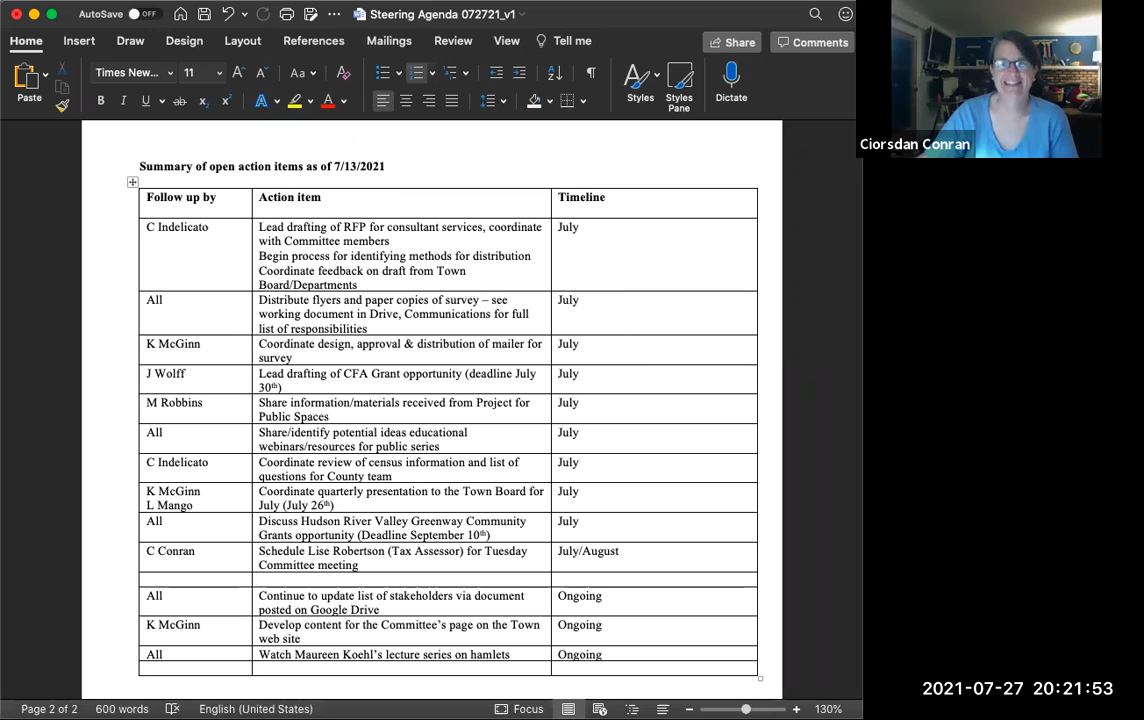 AutoSave OFF
Steering Agenda 072721_v1
Home Insert Draw Design Layout References Mailings Review View Tell me Share Comments
Paste
Times New... 11
Aa
B I U ab x₂ x² A A
Styles
Styles Pane
Dictate
Ciorsdan Conran
Summary of open action items as of 7/13/2021
Follow up by Action item Timeline
C Indelicato Lead drafting of RFP for consultant services, coordinate July
with Committee members
Begin process for identifying methods for distribution
Coordinate feedback on draft from Town
Board/Departments
All Distribute flyers and paper copies of survey – see July
working document in Drive, Communications for full
list of responsibilities
K McGinn Coordinate design, approval & distribution of mailer for July
survey
J Wolff Lead drafting of CFA Grant opportunity (deadline July July
30th)
M Robbins Share information/materials received from Project for July
Public Spaces
All Share/identify potential ideas educational July
webinars/resources for public series
C Indelicato Coordinate review of census information and list of July
questions for County team
K McGinn Coordinate quarterly presentation to the Town Board for July
L Mango July (July 26th)
All Discuss Hudson River Valley Greenway Community July
Grants opportunity (Deadline September 10th)
C Conran Schedule Lise Robertson (Tax Assessor) for Tuesday July/August
Committee meeting
All Continue to update list of stakeholders via document Ongoing
posted on Google Drive
K McGinn Develop content for the Committee's page on the Town Ongoing
web site
All Watch Maureen Koehl's lecture series on hamlets Ongoing
2021-07-27 20:21:53
Page 2 of 2 600 words English (United States) Focus 130%